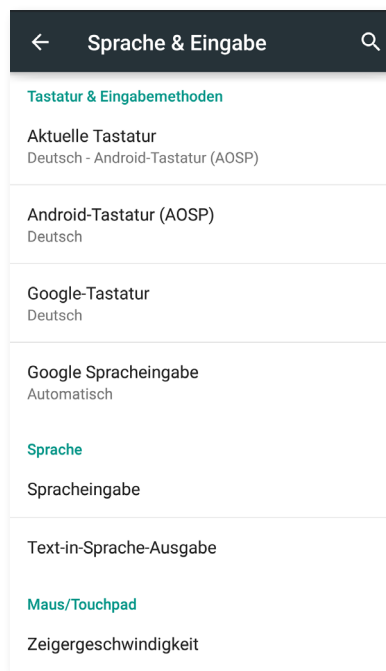 Sprache & Eingabe
Tastatur & Eingabemethoden
Aktuelle Tastatur
Deutsch - Android-Tastatur (AOSP)
Android-Tastatur (AOSP)
Deutsch
Google-Tastatur
Deutsch
Google Spracheingabe
Automatisch
Sprache
Spracheingabe
Text-in-Sprache-Ausgabe
Maus/Touchpad
Zeigergeschwindigkeit